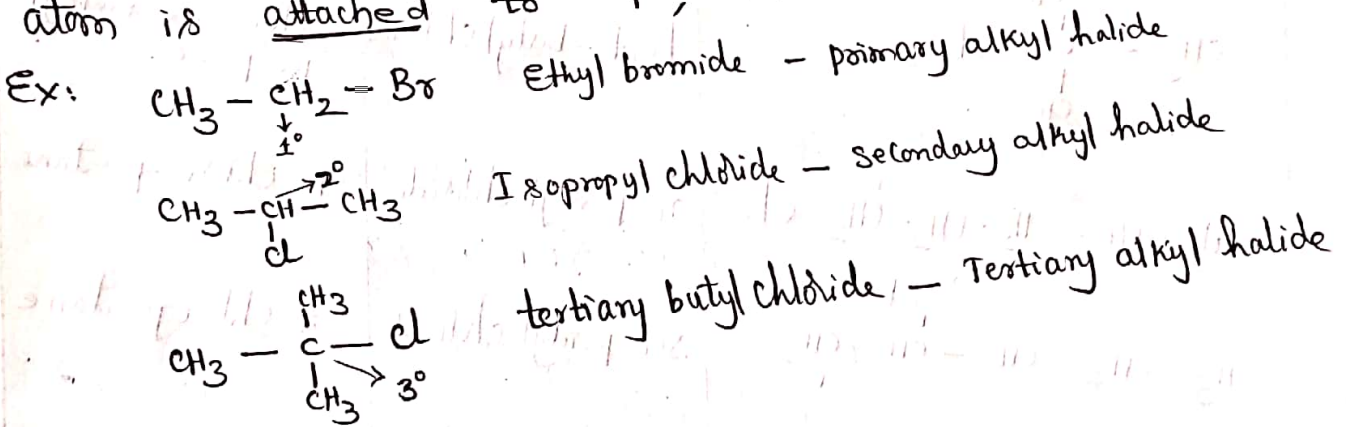 atom is attached to
Ex: CH₃ – CH₂ – Br Ethyl bromide – primary alkyl halide
↓
1°
CH₃ – CH – CH₃ Isopropyl chloride – secondary alkyl halide
→2°
Cl
CH₃
CH₃ – C – Cl tertiary butyl chloride – Tertiary alkyl halide
→ 3°
CH₃